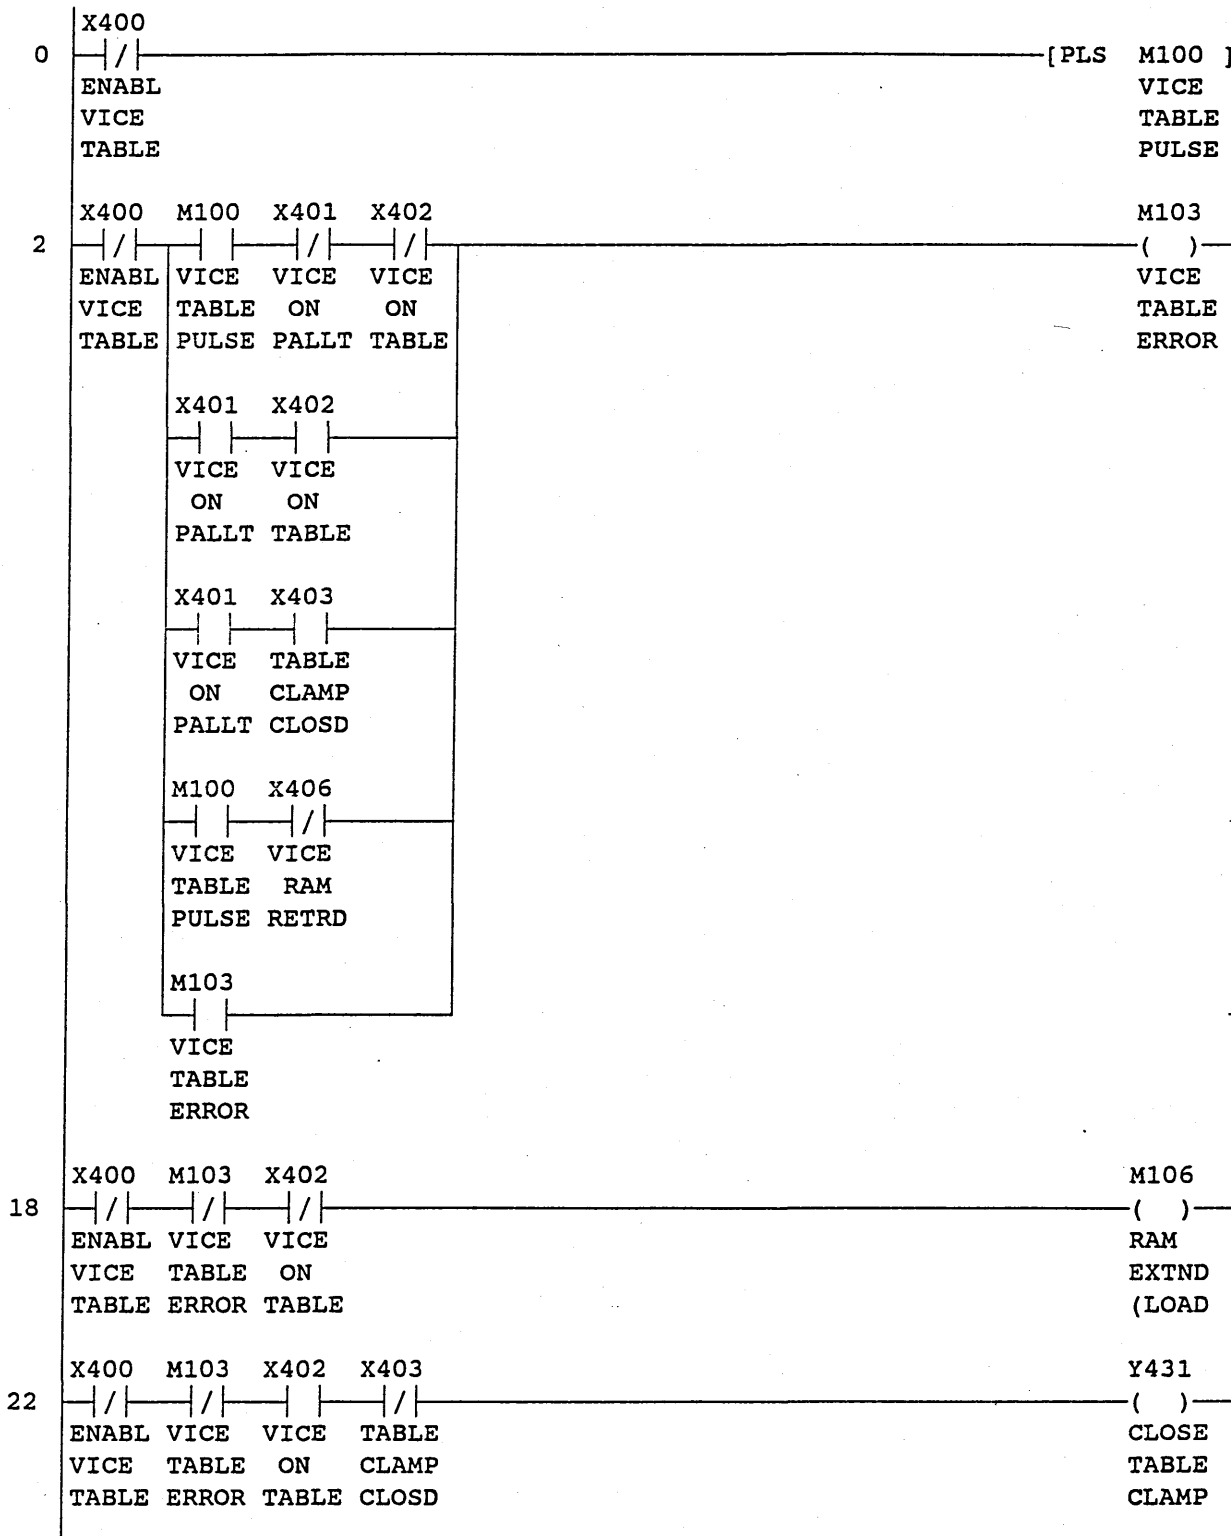 X400
0 [ PLS M100 ]
ENABL VICE
VICE TABLE
TABLE PULSE
X400 M100 X401 X402 M103
2 ( )
ENABL VICE VICE VICE VICE
VICE TABLE ON ON TABLE
TABLE PULSE PALLT TABLE ERROR
X401 X402
VICE VICE
ON ON
PALLT TABLE
X401 X403
VICE TABLE
ON CLAMP
PALLT CLOSD
M100 X406
VICE VICE
TABLE RAM
PULSE RETRD
M103
VICE
TABLE
ERROR
X400 M103 X402 M106
18 ( )
ENABL VICE VICE RAM
VICE TABLE ON EXTND
TABLE ERROR TABLE (LOAD
X400 M103 X402 X403 Y431
22 ( )
ENABL VICE VICE TABLE CLOSE
VICE TABLE ON CLAMP TABLE
TABLE ERROR TABLE CLOSD CLAMP